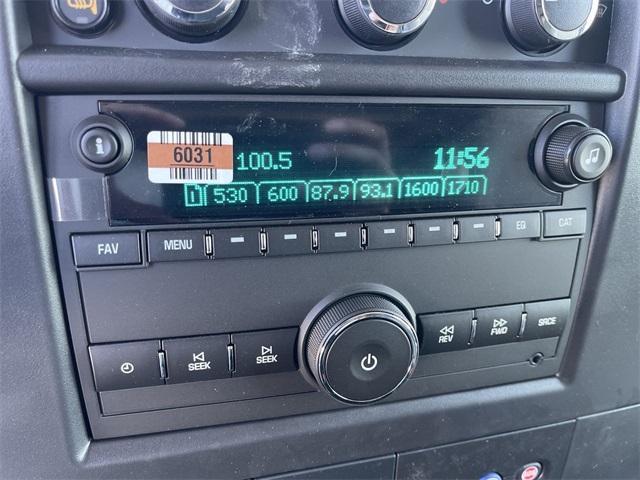 6031
100.5
11:56
1 530 600 87.9 93.1 1600 1710
FAV
MENU
EQ
CAT
SEEK
SEEK
REV
FWD
SRCE